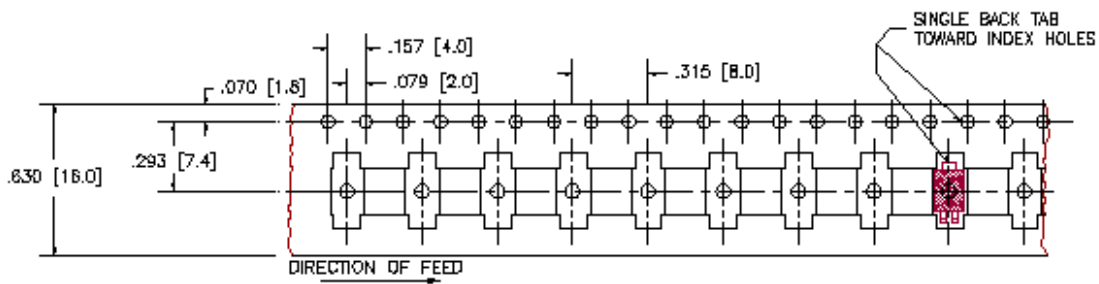 SINGLE BACK TAB
TOWARD INDEX HOLES
.157 [4.0]
.079 [2.0]
.315 [8.0]
.070 [1.8]
.293 [7.4]
.630 [16.0]
DIRECTION OF FEED